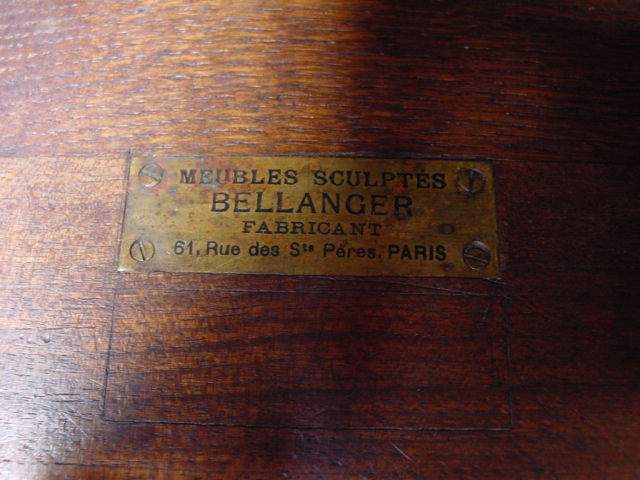 MEUBLES SCULPTÉS
BELLANGER
FABRICANT
61, Rue des Sts Pères, PARIS